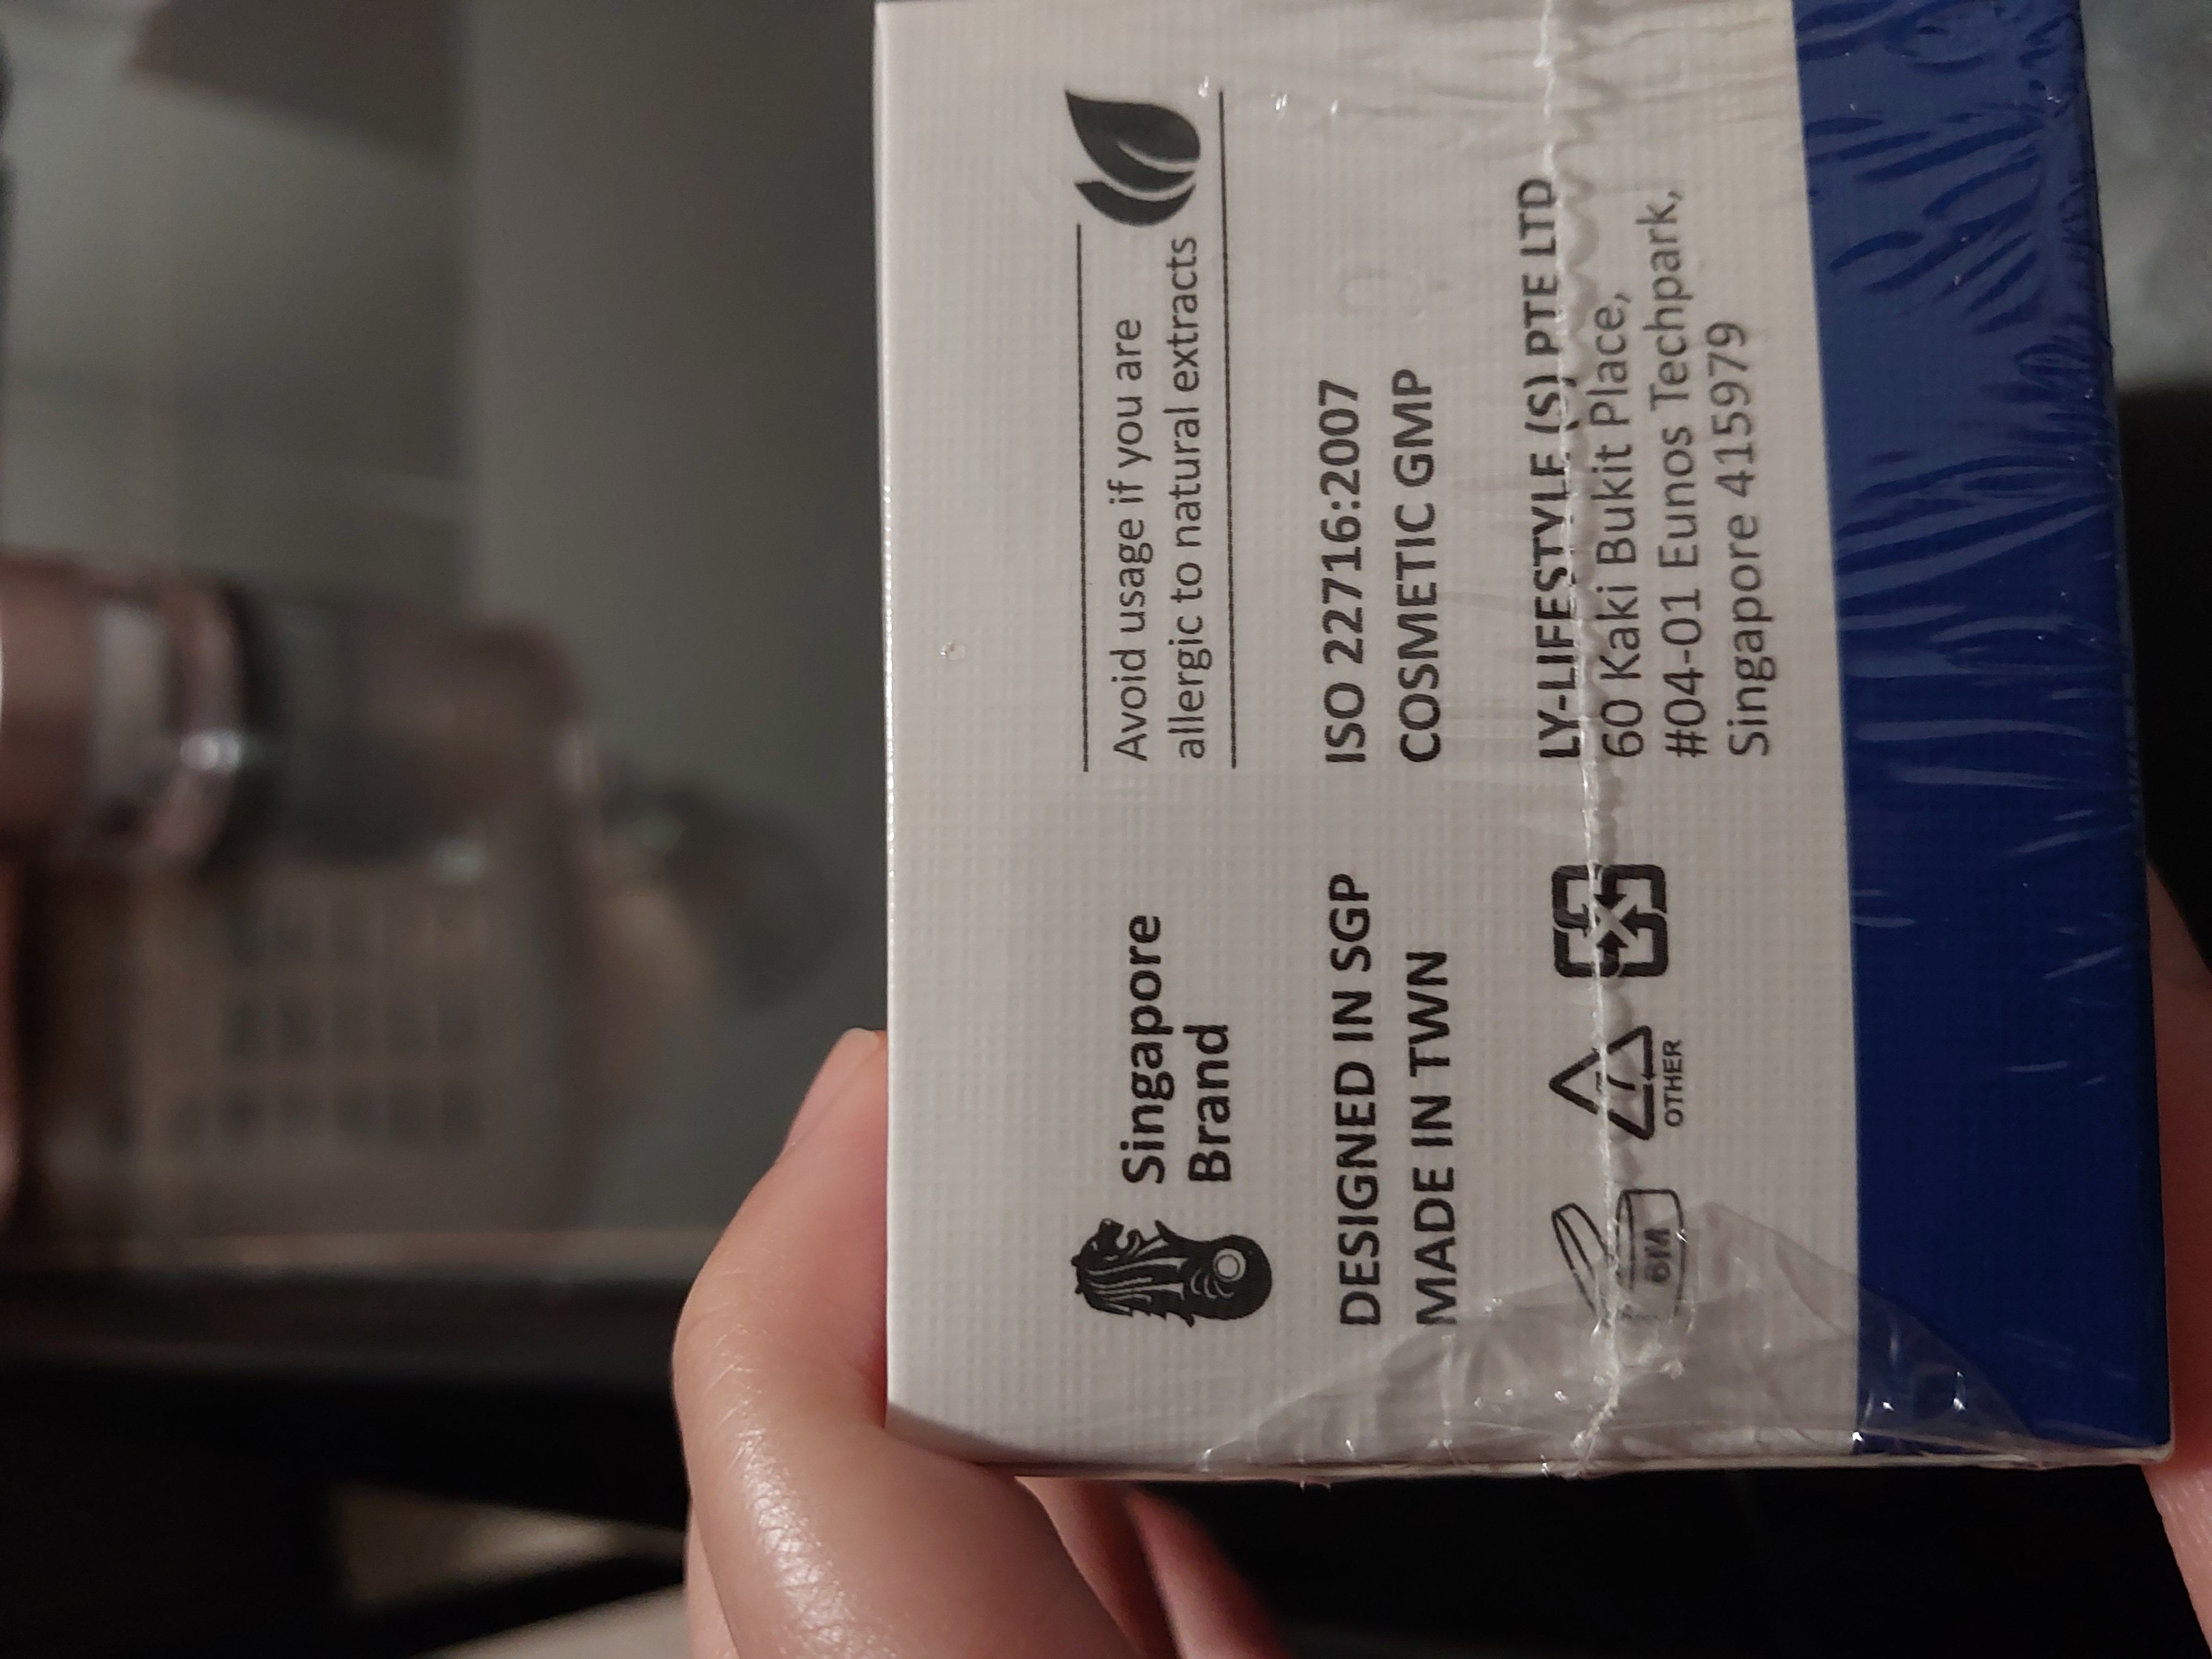 Singapore
Brand
Avoid usage if you are
allergic to natural extracts
DESIGNED IN SGP
MADE IN TWN
ISO 22716:2007
COSMETIC GMP
6M
7
OTHER
LY-LIFESTYLE (S) PTE LTD
60 Kaki Bukit Place,
#04-01 Eunos Techpark,
Singapore 415979